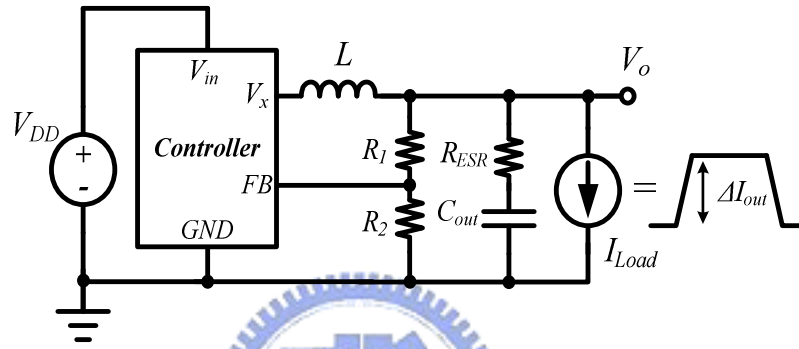 L
V_o
V_in
V_x
V_DD
+
-
Controller
R_1
R_ESR
FB
=
ΔI_out
R_2
C_out
GND
I_Load